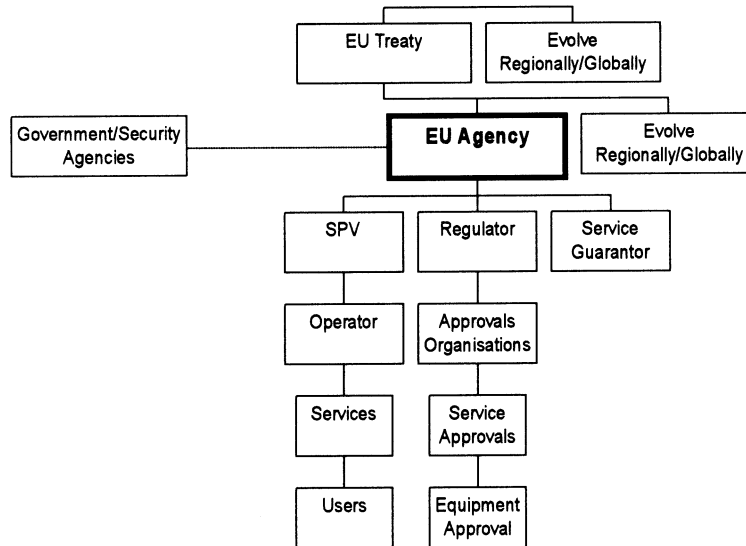 EU Treaty
Evolve
Regionally/Globally
Government/Security
Agencies
EU Agency
Evolve
Regionally/Globally
SPV
Regulator
Service
Guarantor
Operator
Approvals
Organisations
Services
Service
Approvals
Users
Equipment
Approval